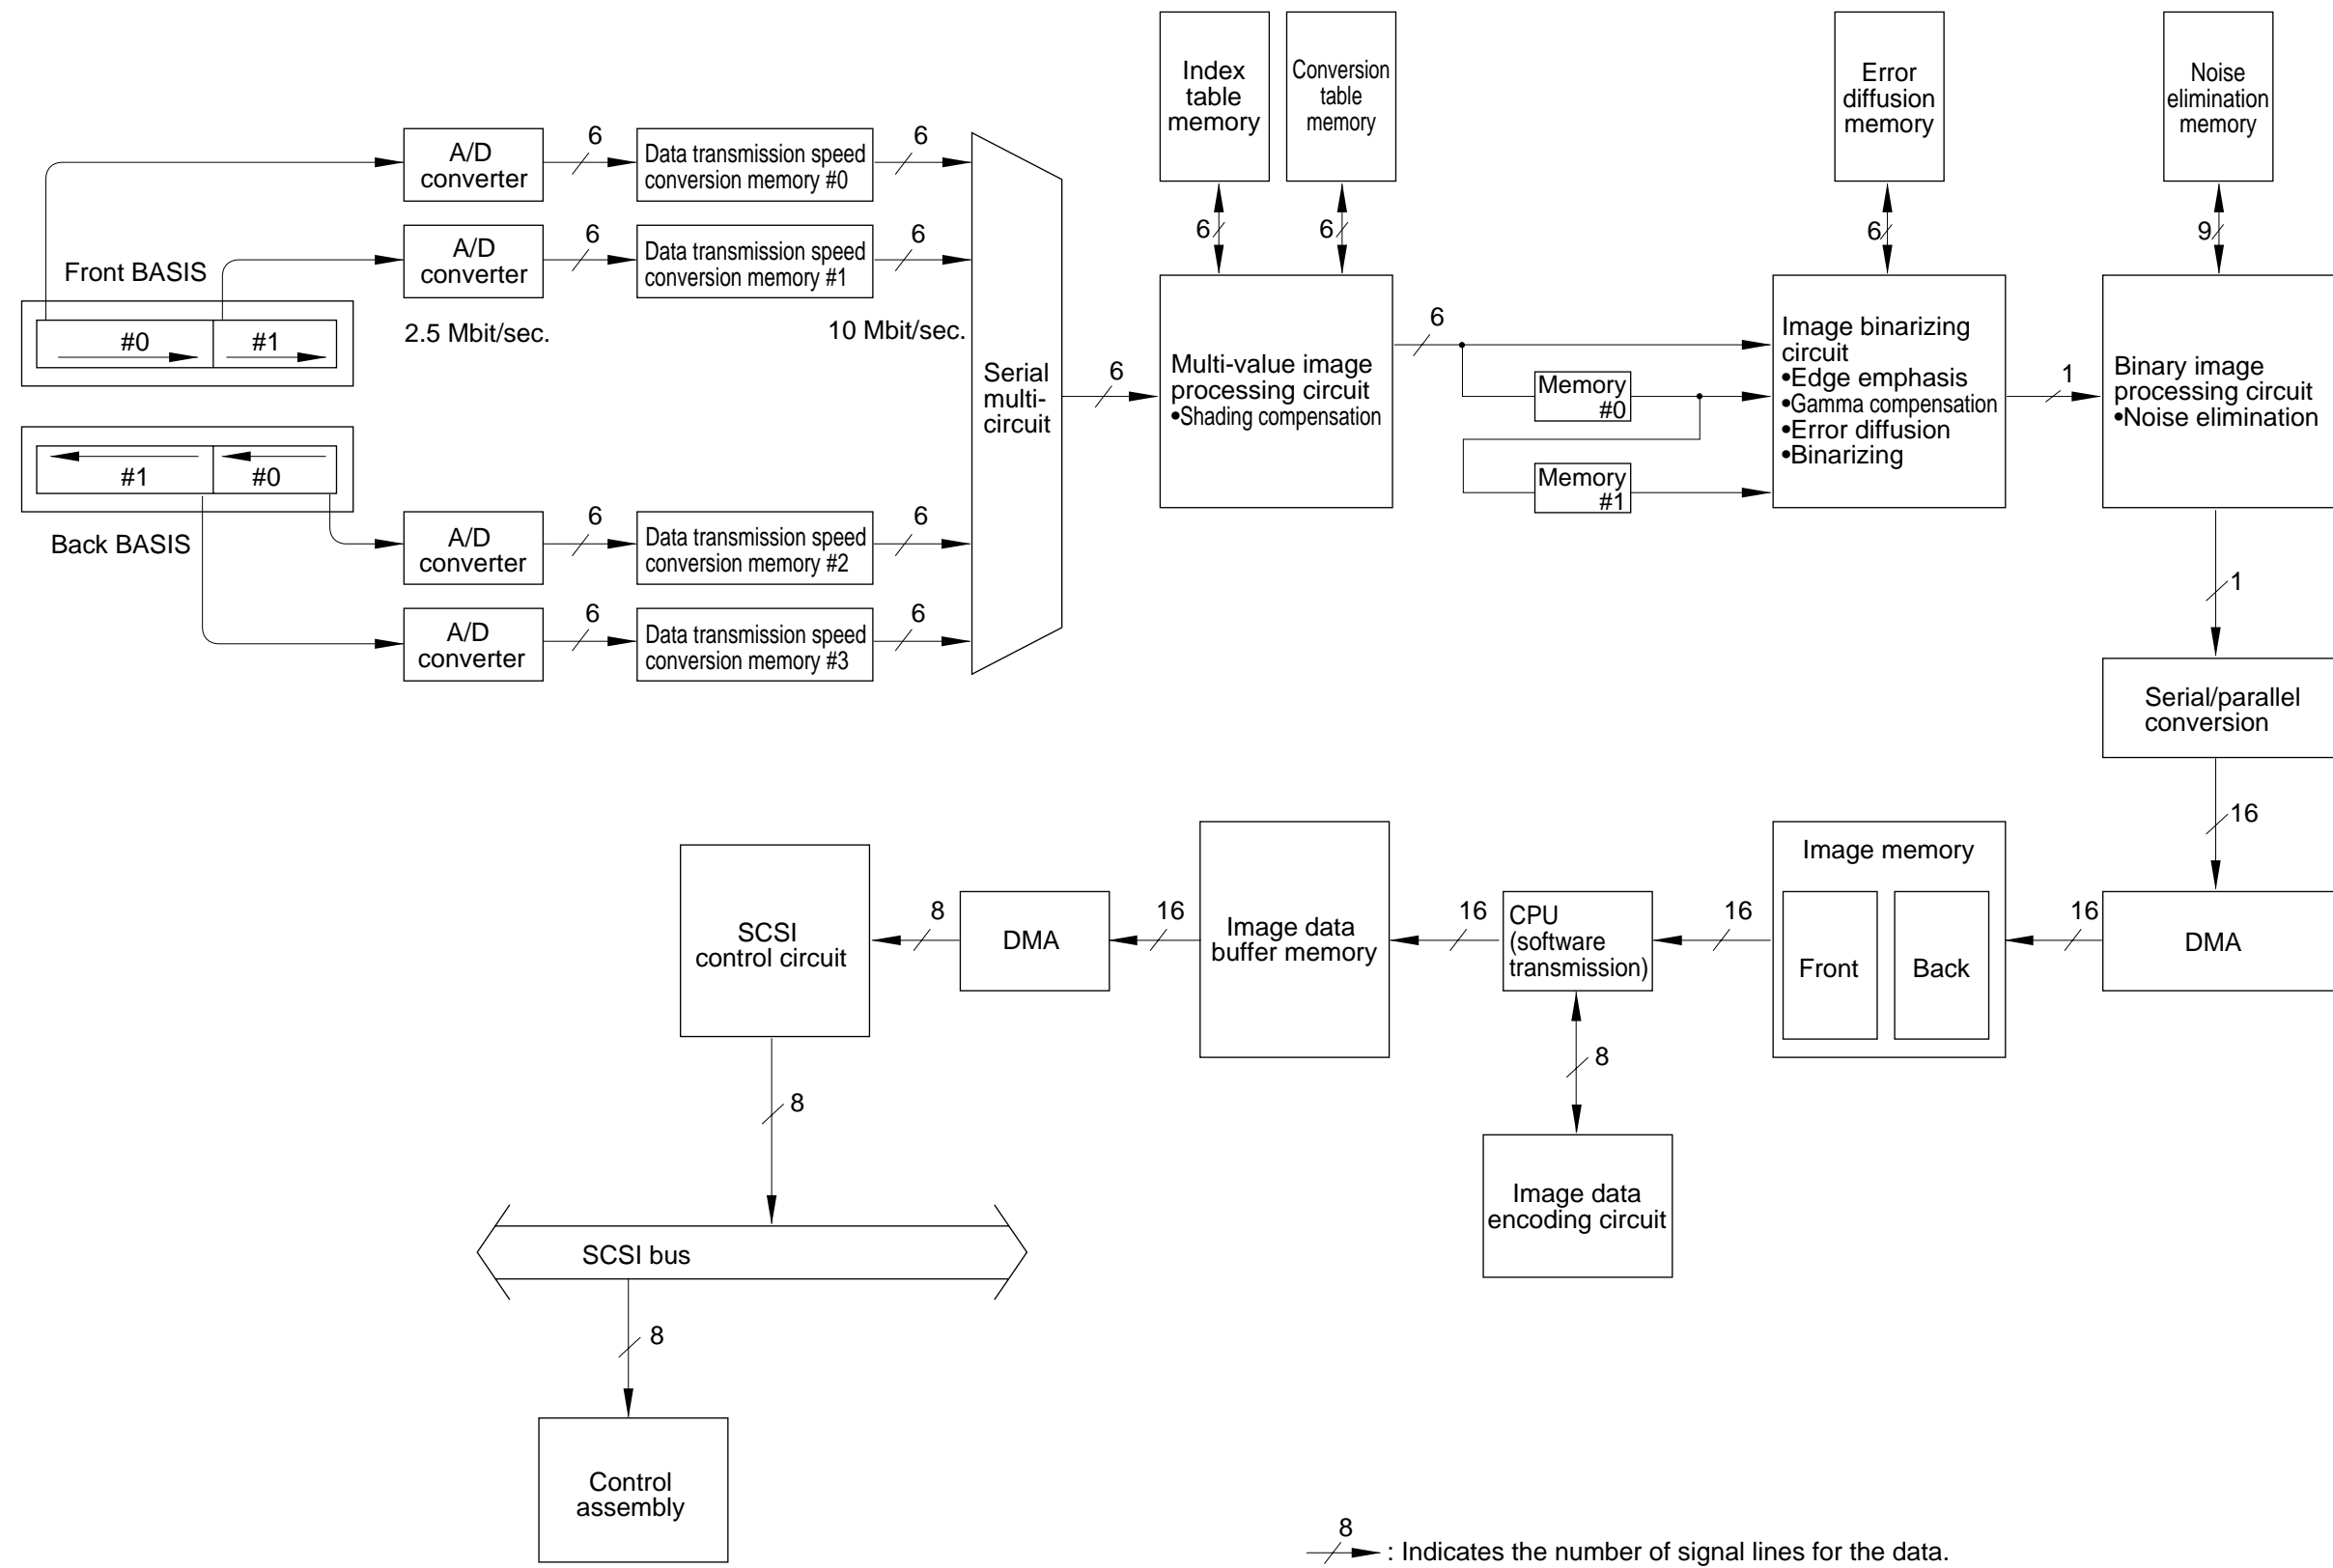 Index
table
memory
Conversion
table
memory
Error
diffusion
memory
Noise
elimination
memory
A/D
converter
6
Data transmission speed
conversion memory #0
6
A/D
converter
6
Data transmission speed
conversion memory #1
6
6
6
6
9
Front BASIS
#0
#1
2.5 Mbit/sec.
10 Mbit/sec.
Serial
multi-
circuit
6
Multi-value image
processing circuit
•Shading compensation
6
Memory
#0
Memory
#1
Image binarizing
circuit
•Edge emphasis
•Gamma compensation
•Error diffusion
•Binarizing
1
Binary image
processing circuit
•Noise elimination
#1
#0
Back BASIS
A/D
converter
6
Data transmission speed
conversion memory #2
6
A/D
converter
6
Data transmission speed
conversion memory #3
6
1
Serial/parallel
conversion
16
SCSI
control circuit
8
DMA
16
Image data
buffer memory
16
CPU
(software
transmission)
16
Image memory
Front
Back
16
DMA
8
8
Image data
encoding circuit
SCSI bus
8
Control
assembly
8
: Indicates the number of signal lines for the data.